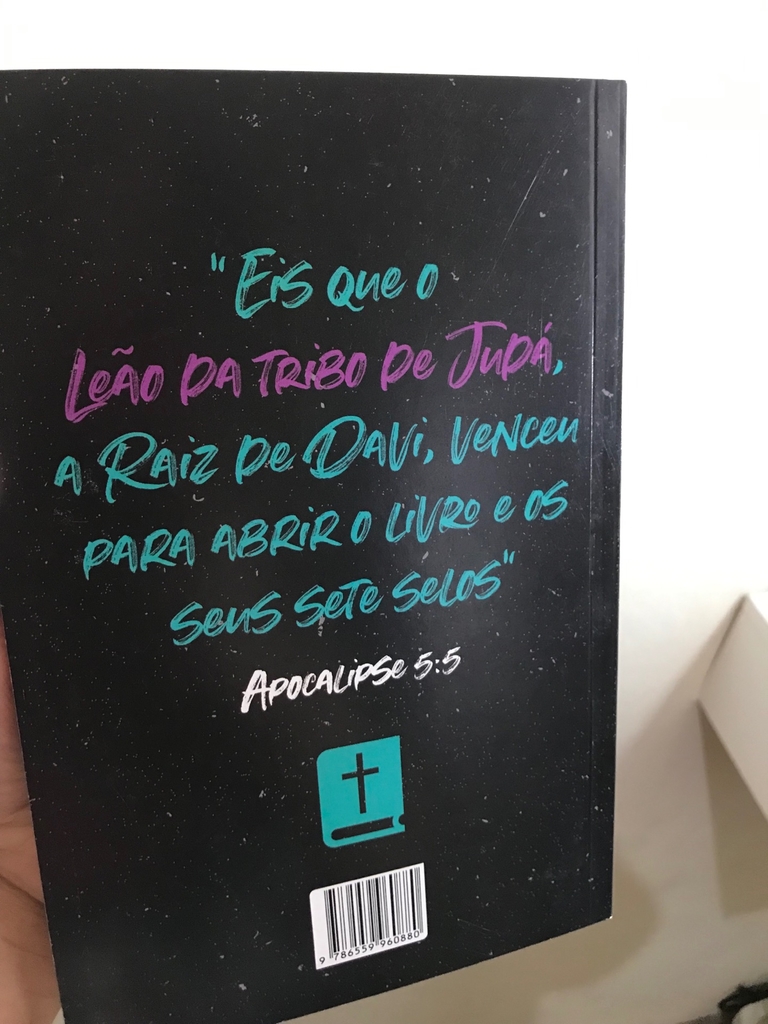 "Eis que o
Leão da tribo de Judá,
a Raiz de Davi, venceu
para abrir o livro e os
seus sete selos"
Apocalipse 5:5
9 786559 960880